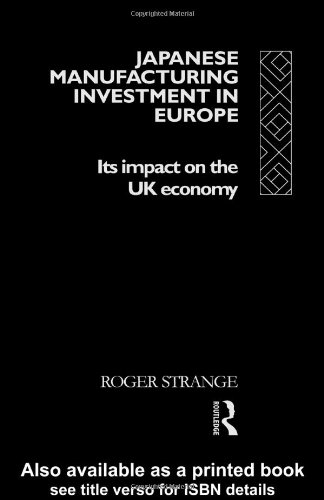 JAPANESE
MANUFACTURING
INVESTMENT IN
EUROPE
Its impact on the
UK economy
ROGER STRANGE
ROUTLEDGE
Also available as a printed book
see title verso for ISBN details